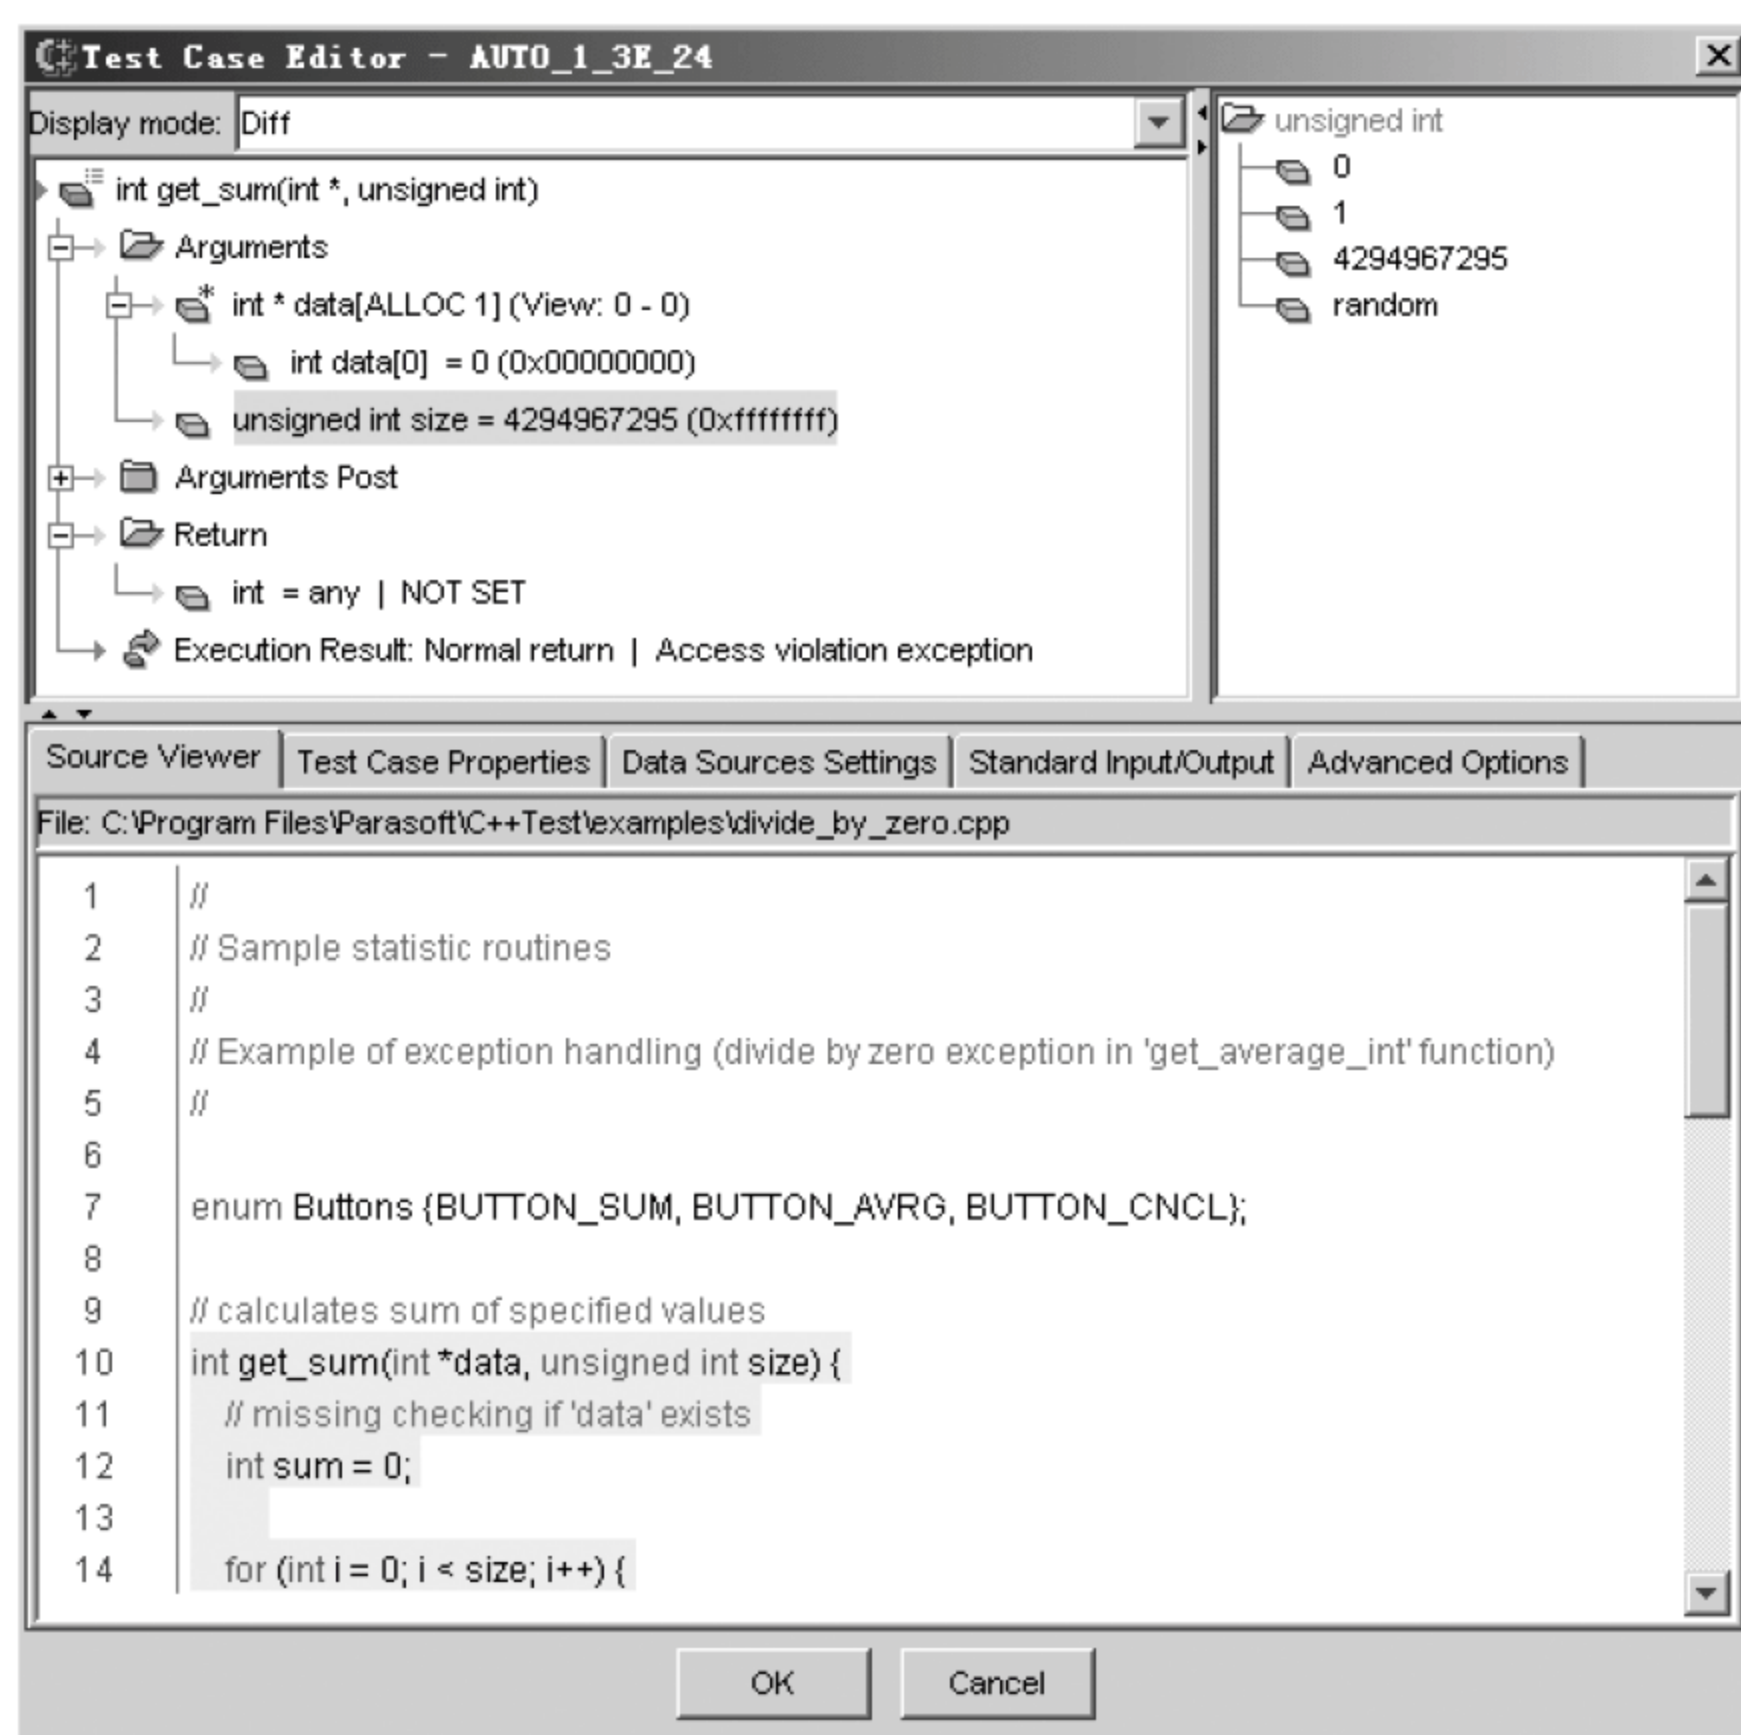 Test Case Editor - AUTO_1_3E_24
Display mode: Diff
int get_sum(int *, unsigned int)
Arguments
int * data[ALLOC 1] (View: 0 - 0)
int data[0] = 0 (0x00000000)
unsigned int size = 4294967295 (0xffffffff)
Arguments Post
Return
int = any | NOT SET
Execution Result: Normal return | Access violation exception
unsigned int
0
1
4294967295
random
Source Viewer
Test Case Properties
Data Sources Settings
Standard Input/Output
Advanced Options
File: C:\Program Files\Parasoft\C++Test\examples\divide_by_zero.cpp
1 //
2 // Sample statistic routines
3 //
4 // Example of exception handling (divide by zero exception in 'get_average_int' function)
5 //
6
7 enum Buttons {BUTTON_SUM, BUTTON_AVRG, BUTTON_CNCL};
8
9 // calculates sum of specified values
10 int get_sum(int *data, unsigned int size) {
11 // missing checking if 'data' exists
12 int sum = 0;
13
14 for (int i = 0; i < size; i++) {
OK
Cancel